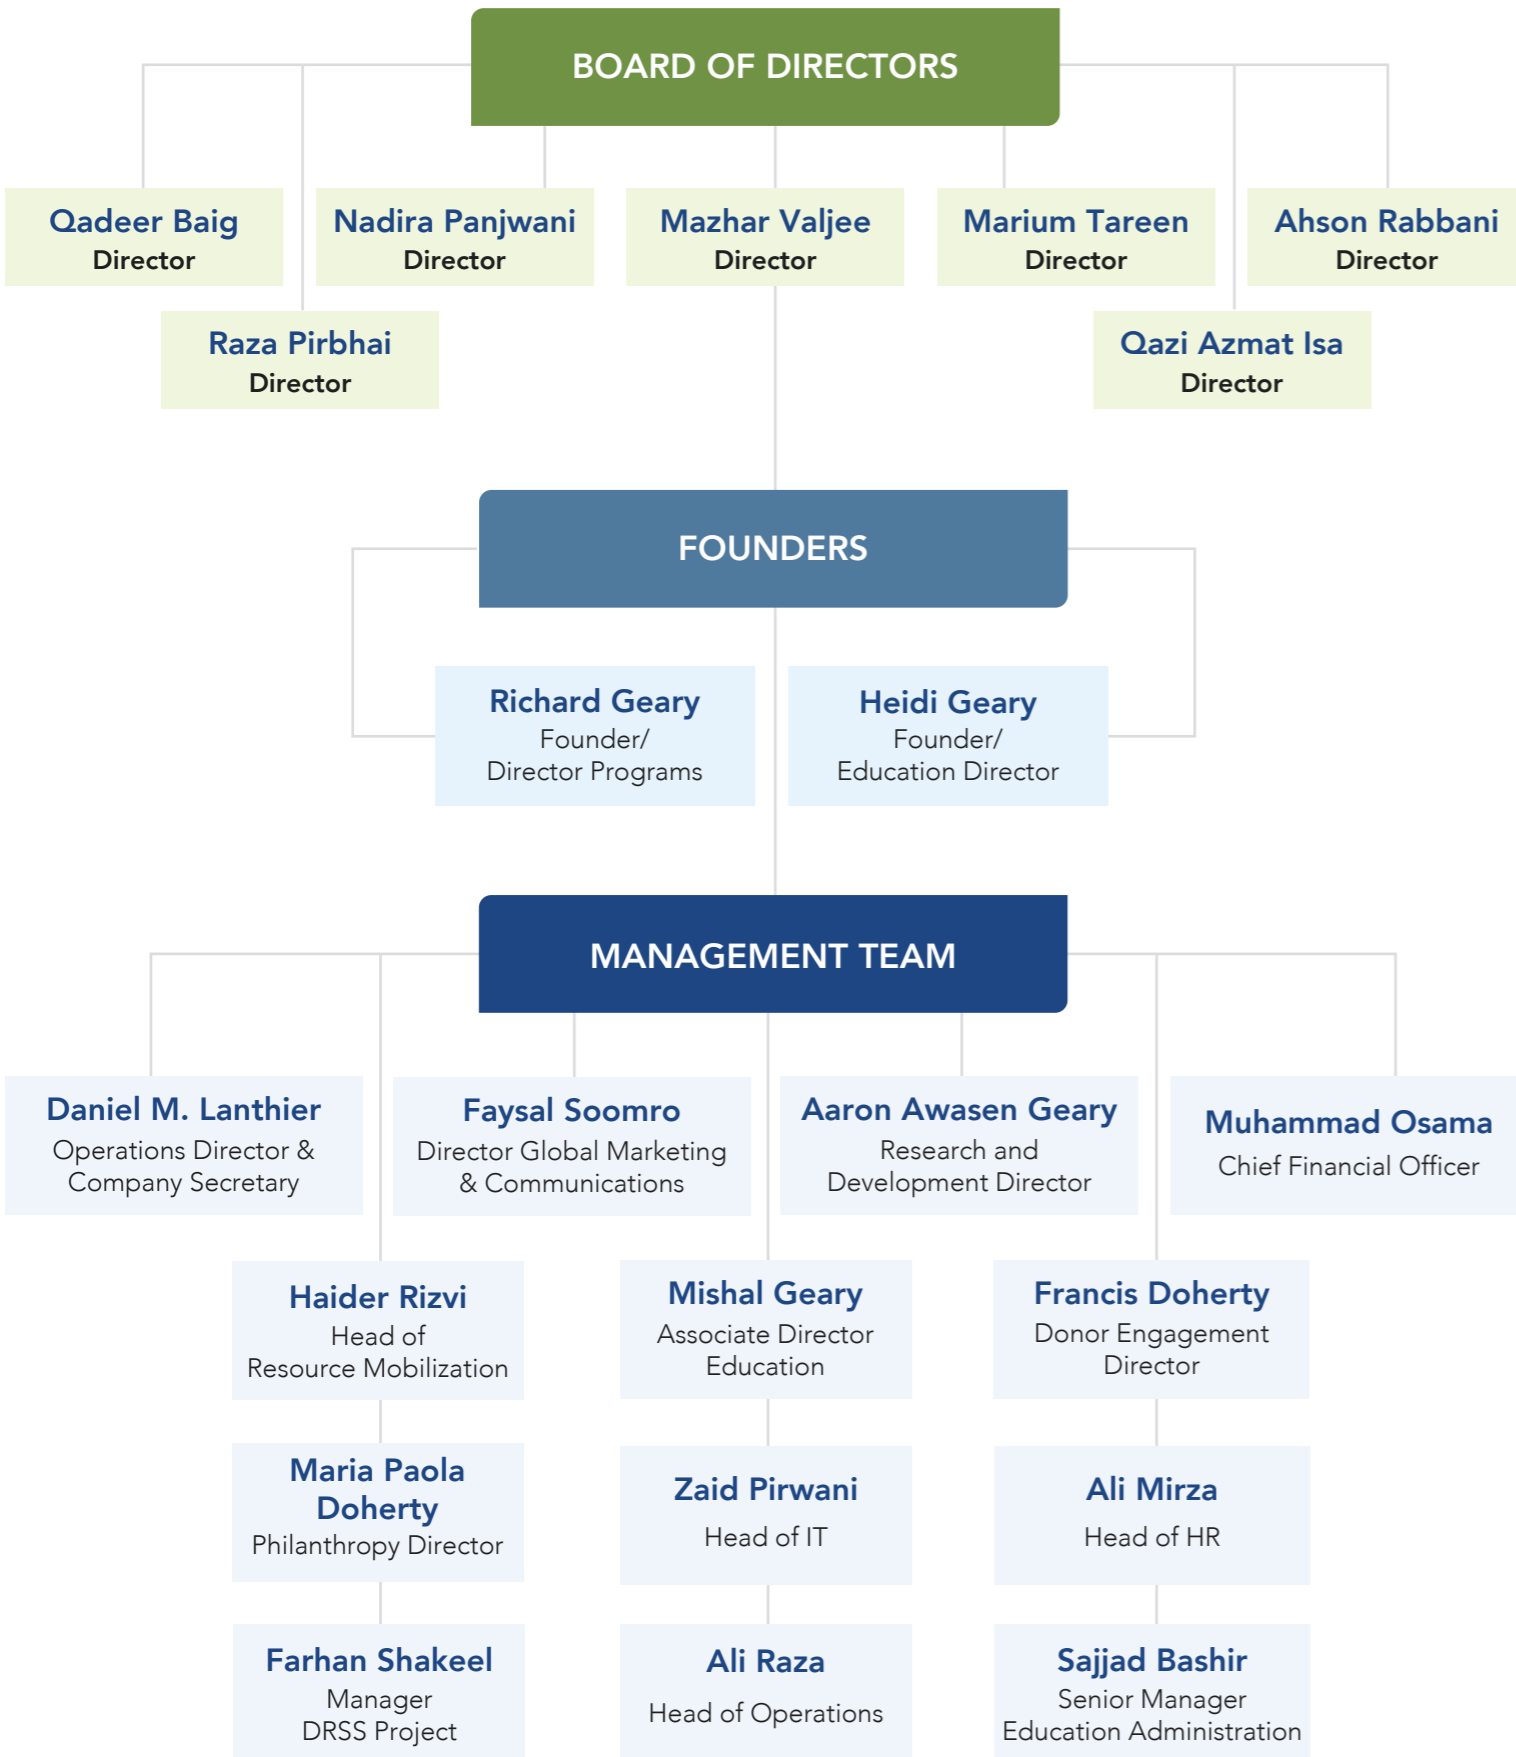 BOARD OF DIRECTORS
Qadeer Baig
Director
Nadira Panjwani
Director
Mazhar Valjee
Director
Marium Tareen
Director
Ahson Rabbani
Director
Raza Pirbhai
Director
Qazi Azmat Isa
Director
FOUNDERS
Richard Geary
Founder/
Director Programs
Heidi Geary
Founder/
Education Director
MANAGEMENT TEAM
Daniel M. Lanthier
Operations Director &
Company Secretary
Faysal Soomro
Director Global Marketing
& Communications
Aaron Awasen Geary
Research and
Development Director
Muhammad Osama
Chief Financial Officer
Haider Rizvi
Head of
Resource Mobilization
Mishal Geary
Associate Director
Education
Francis Doherty
Donor Engagement
Director
Maria Paola
Doherty
Philanthropy Director
Zaid Pirwani
Head of IT
Ali Mirza
Head of HR
Farhan Shakeel
Manager
DRSS Project
Ali Raza
Head of Operations
Sajjad Bashir
Senior Manager
Education Administration